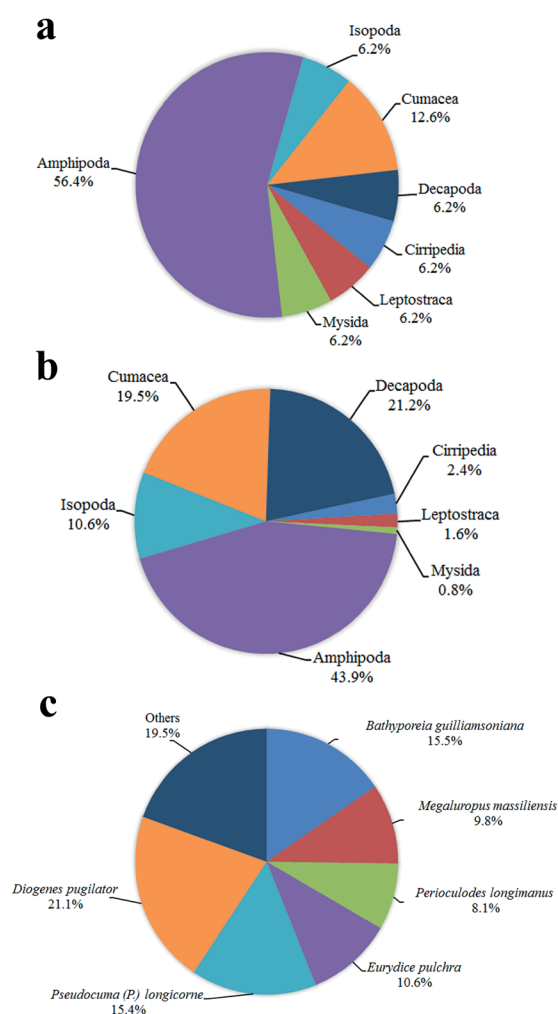 a
Isopoda
6.2%
Cumacea
12.6%
Amphipoda
56.4%
Decapoda
6.2%
Cirripedia
6.2%
Leptostraca
6.2%
Mysida
6.2%
b
Cumacea
19.5%
Decapoda
21.2%
Cirripedia
2.4%
Isopoda
10.6%
Leptostraca
1.6%
Mysida
0.8%
Amphipoda
43.9%
c
Others
19.5%
Bathyporeia guilliamsoniana
15.5%
Megaluropus massiliensis
9.8%
Diogenes pugilator
21.1%
Perioculodes longimanus
8.1%
Eurydice pulchra
10.6%
Pseudocuma (P.) longicorne
15.4%